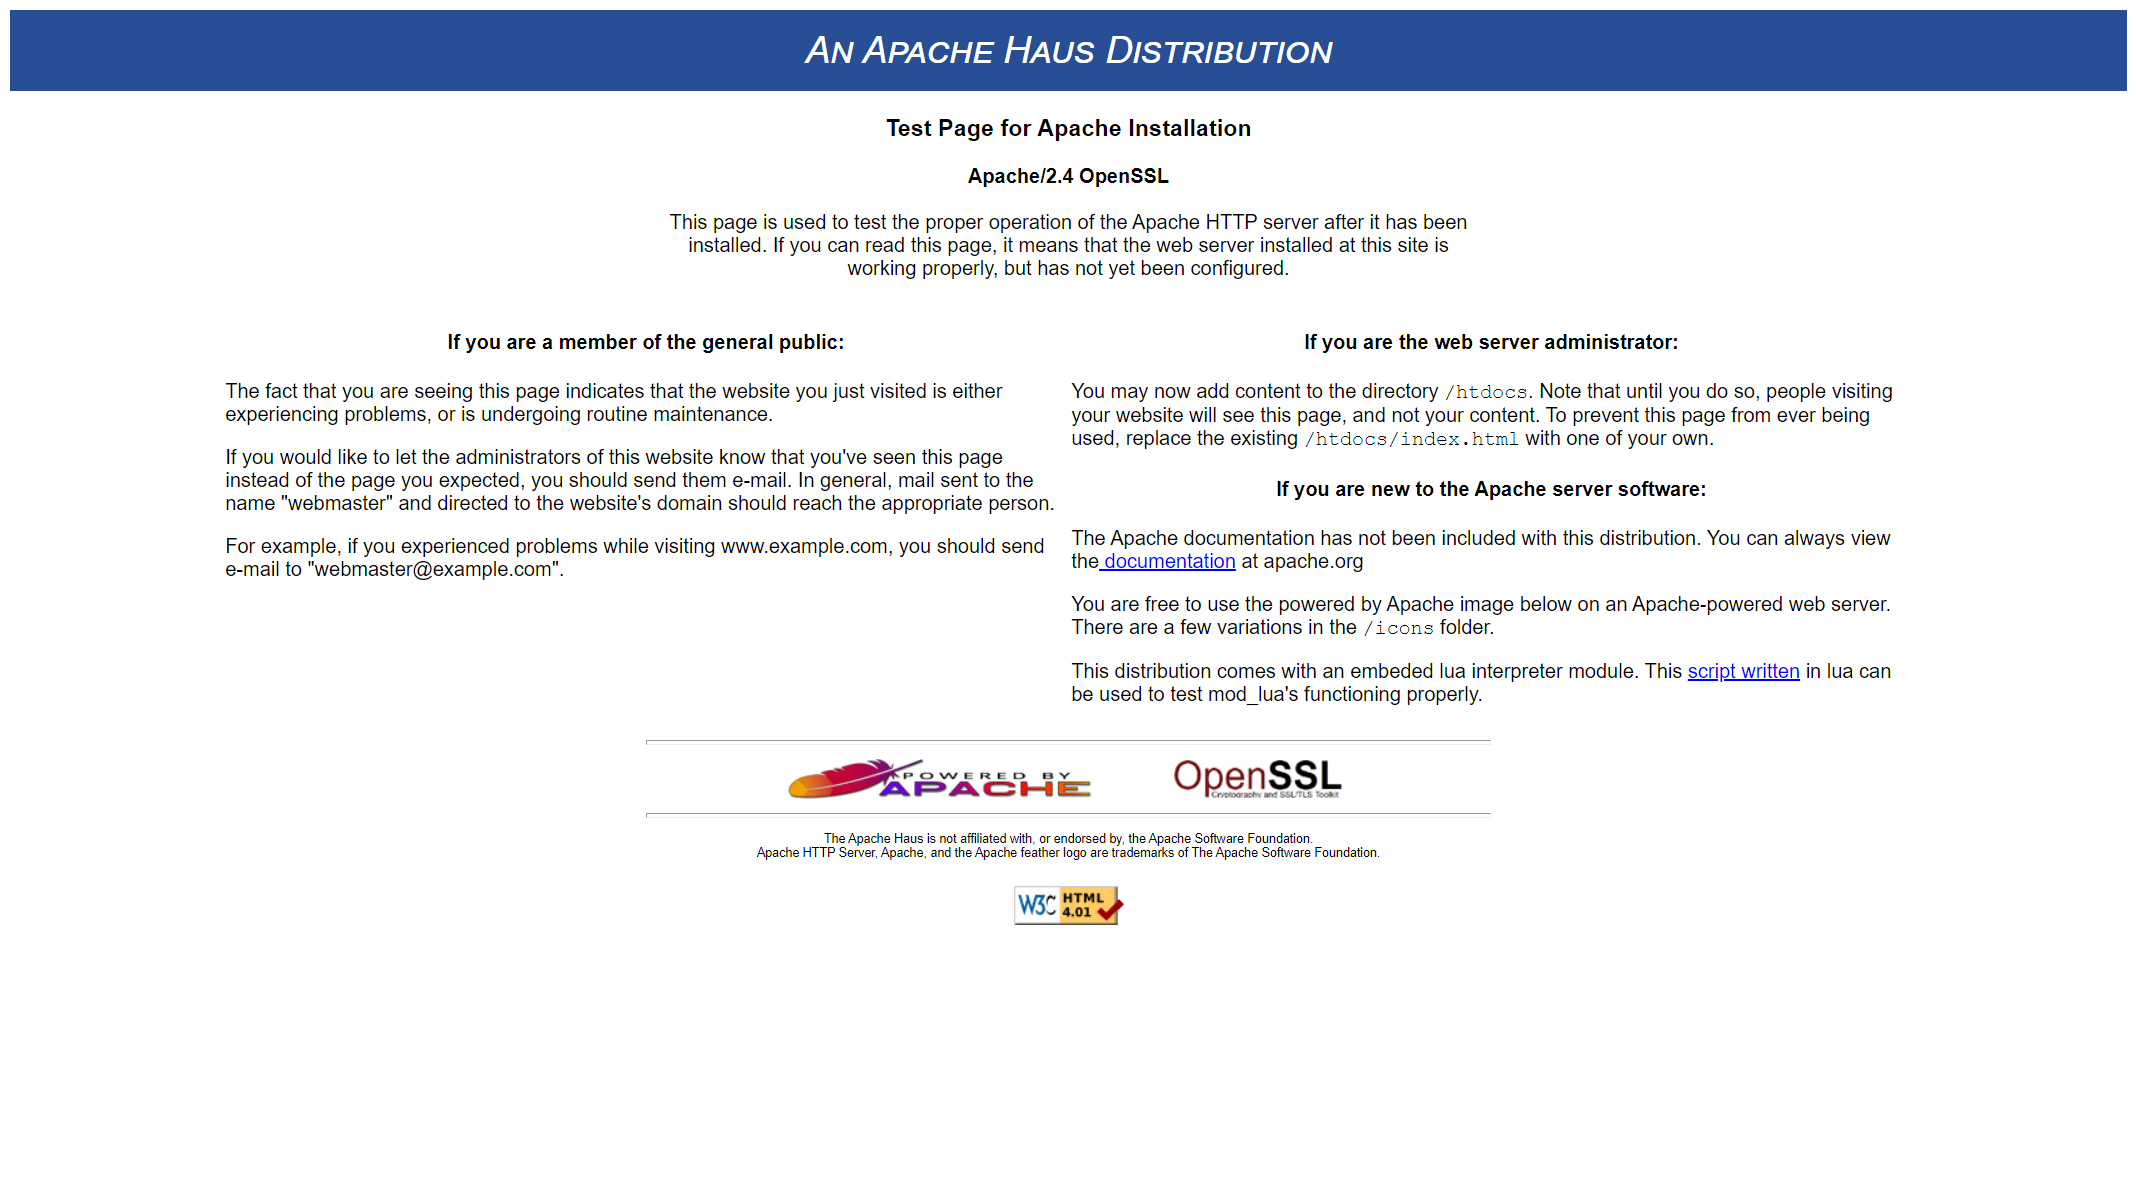 An Apache Haus Distribution
Test Page for Apache Installation
Apache/2.4 OpenSSL
This page is used to test the proper operation of the Apache HTTP server after it has been
installed. If you can read this page, it means that the web server installed at this site is
working properly, but has not yet been configured.
If you are a member of the general public:
The fact that you are seeing this page indicates that the website you just visited is either
experiencing problems, or is undergoing routine maintenance.
If you would like to let the administrators of this website know that you've seen this page
instead of the page you expected, you should send them e-mail. In general, mail sent to the
name "webmaster" and directed to the website's domain should reach the appropriate person.
For example, if you experienced problems while visiting www.example.com, you should send
e-mail to "webmaster@example.com".
If you are the web server administrator:
You may now add content to the directory /htdocs. Note that until you do so, people visiting
your website will see this page, and not your content. To prevent this page from ever being
used, replace the existing /htdocs/index.html with one of your own.
If you are new to the Apache server software:
The Apache documentation has not been included with this distribution. You can always view
the documentation at apache.org
You are free to use the powered by Apache image below on an Apache-powered web server.
There are a few variations in the /icons folder.
This distribution comes with an embeded lua interpreter module. This script written in lua can
be used to test mod_lua's functioning properly.
POWERED BY
APACHE
OpenSSL
Cryptography and SSL/TLS Toolkit
The Apache Haus is not affiliated with, or endorsed by, the Apache Software Foundation.
Apache HTTP Server, Apache, and the Apache feather logo are trademarks of The Apache Software Foundation.
W3C HTML
4.01